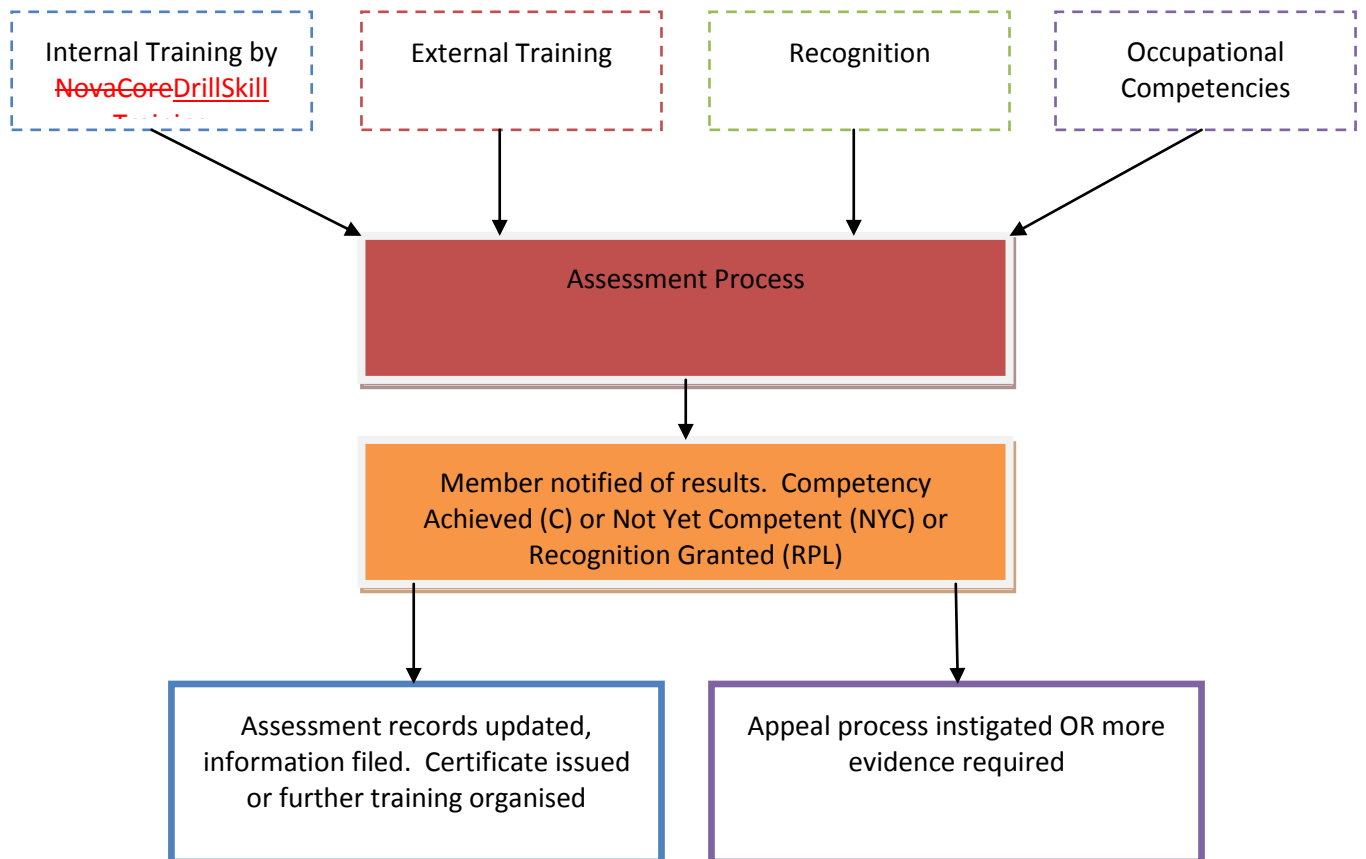 Internal Training by
NovaCoreDrillSkill
External Training
Recognition
Occupational
Competencies
Assessment Process
Member notified of results.  Competency
Achieved (C) or Not Yet Competent (NYC) or
Recognition Granted (RPL)
Assessment records updated,
information filed.  Certificate issued
or further training organised
Appeal process instigated OR more
evidence required